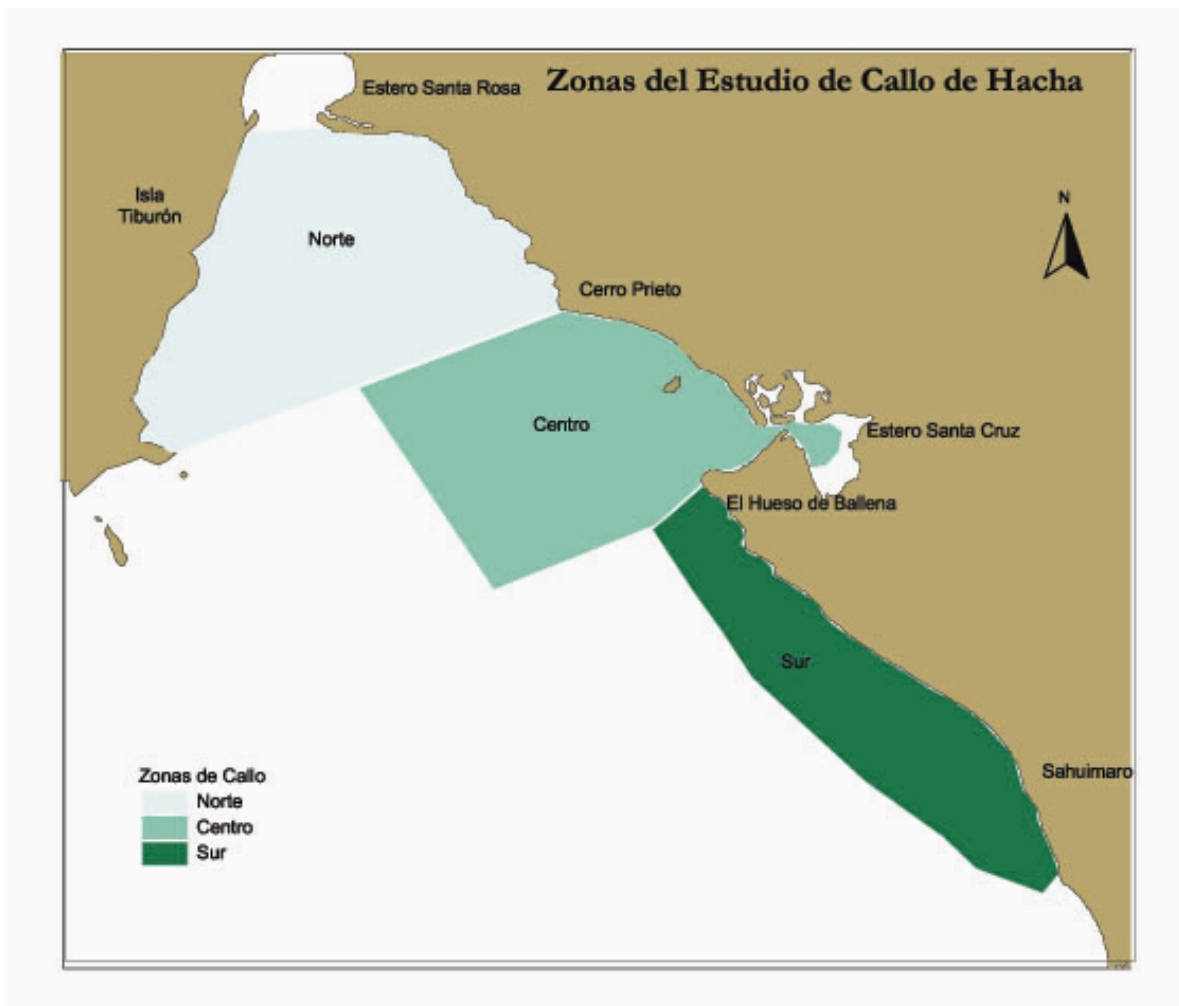 Zonas del Estudio de Callo de Hacha
Estero Santa Rosa
Isla
Tiburón
N
Norte
Cerro Prieto
Centro
Estero Santa Cruz
El Hueso de Ballena
Sur
Sahuimaro
Zonas de Callo
Norte
Centro
Sur